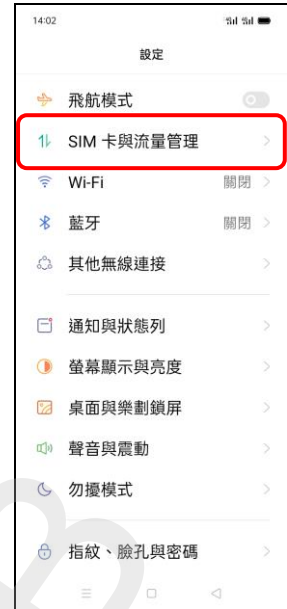 14:02
設定
飛航模式
SIM 卡與流量管理
Wi-Fi 關閉
藍牙 關閉
其他無線連接
通知與狀態列
螢幕顯示與亮度
桌面與樂劃鎖屏
聲音與震動
勿擾模式
指紋、臉孔與密碼